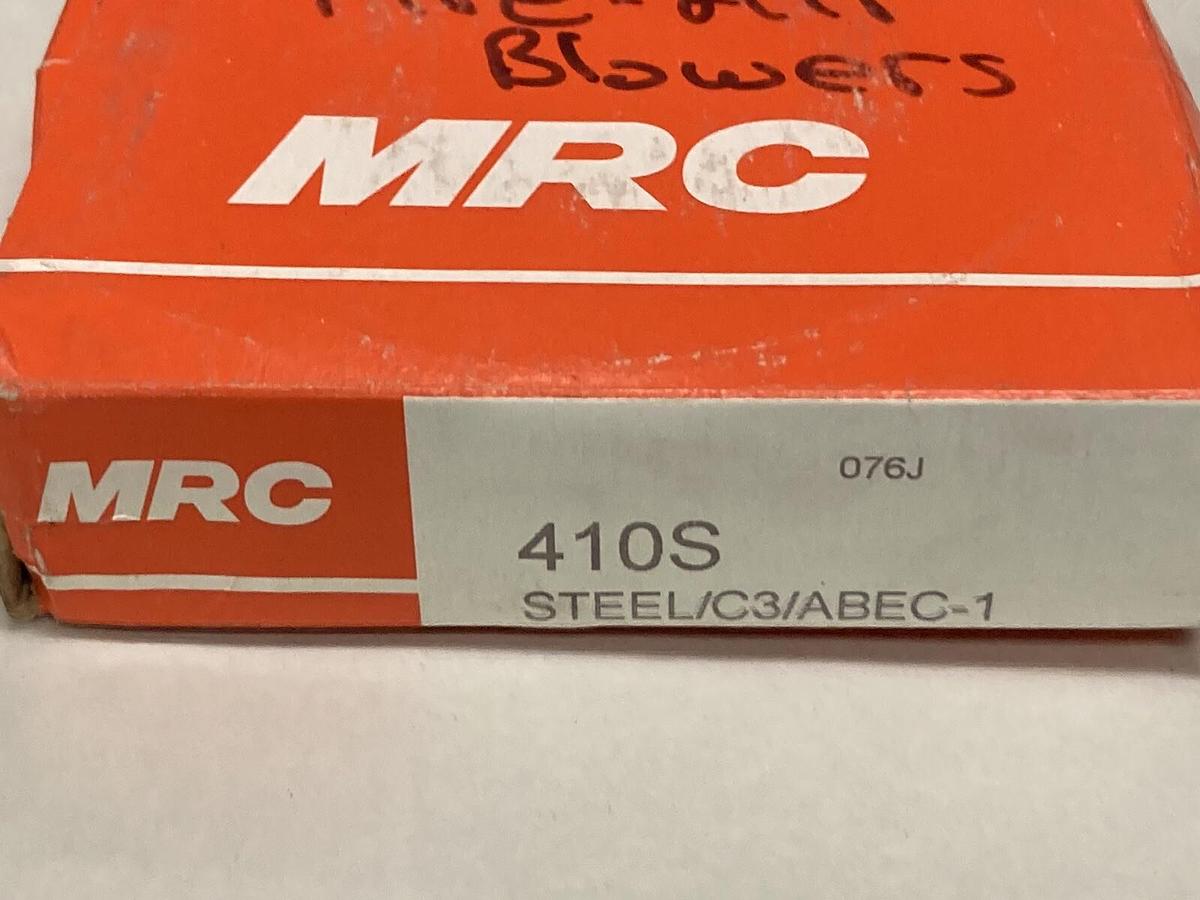 Blowers
MRC
MRC
076J
410S
STEEL/C3/ABEC-1